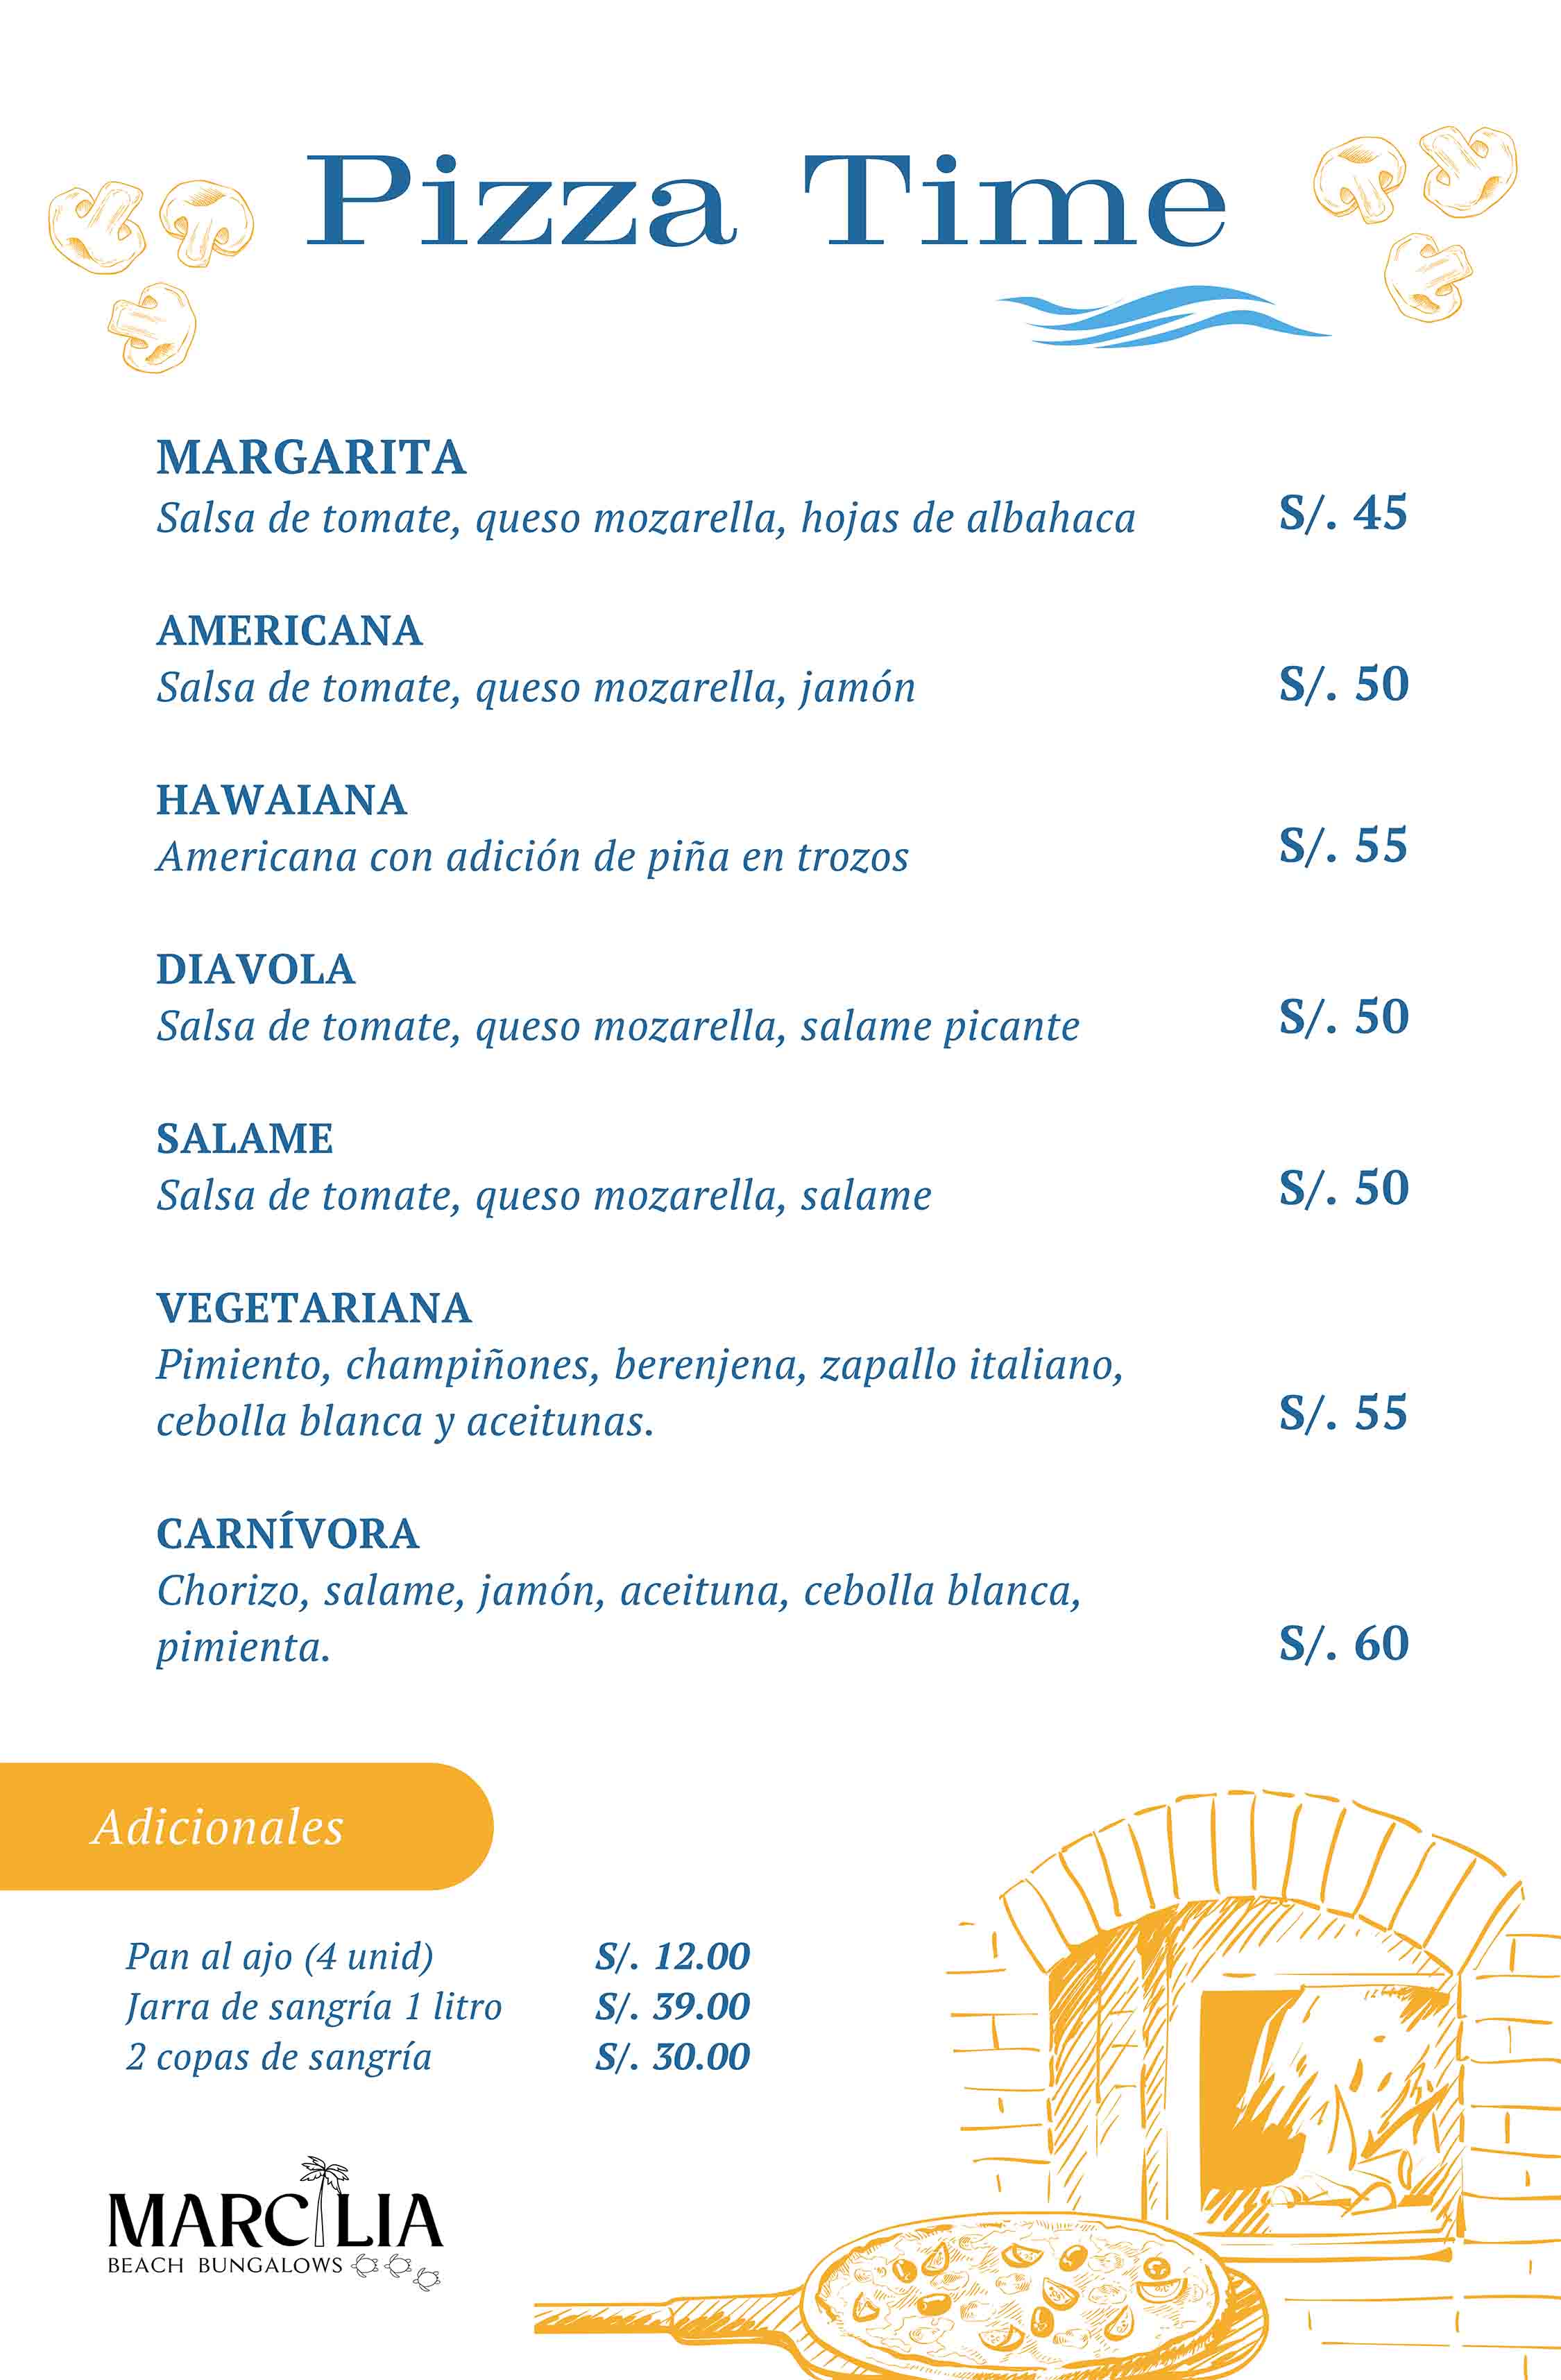 Pizza Time
MARGARITA
Salsa de tomate, queso mozarella, hojas de albahaca S/. 45
AMERICANA
Salsa de tomate, queso mozarella, jamón S/. 50
HAWAIANA
Americana con adición de piña en trozos S/. 55
DIAVOLA
Salsa de tomate, queso mozarella, salame picante S/. 50
SALAME
Salsa de tomate, queso mozarella, salame S/. 50
VEGETARIANA
Pimiento, champiñones, berenjena, zapallo italiano,
cebolla blanca y aceitunas. S/. 55
CARNÍVORA
Chorizo, salame, jamón, aceituna, cebolla blanca,
pimienta. S/. 60
Adicionales
Pan al ajo (4 unid) S/. 12.00
Jarra de sangría 1 litro S/. 39.00
2 copas de sangría S/. 30.00
MARCILIA
BEACH BUNGALOWS